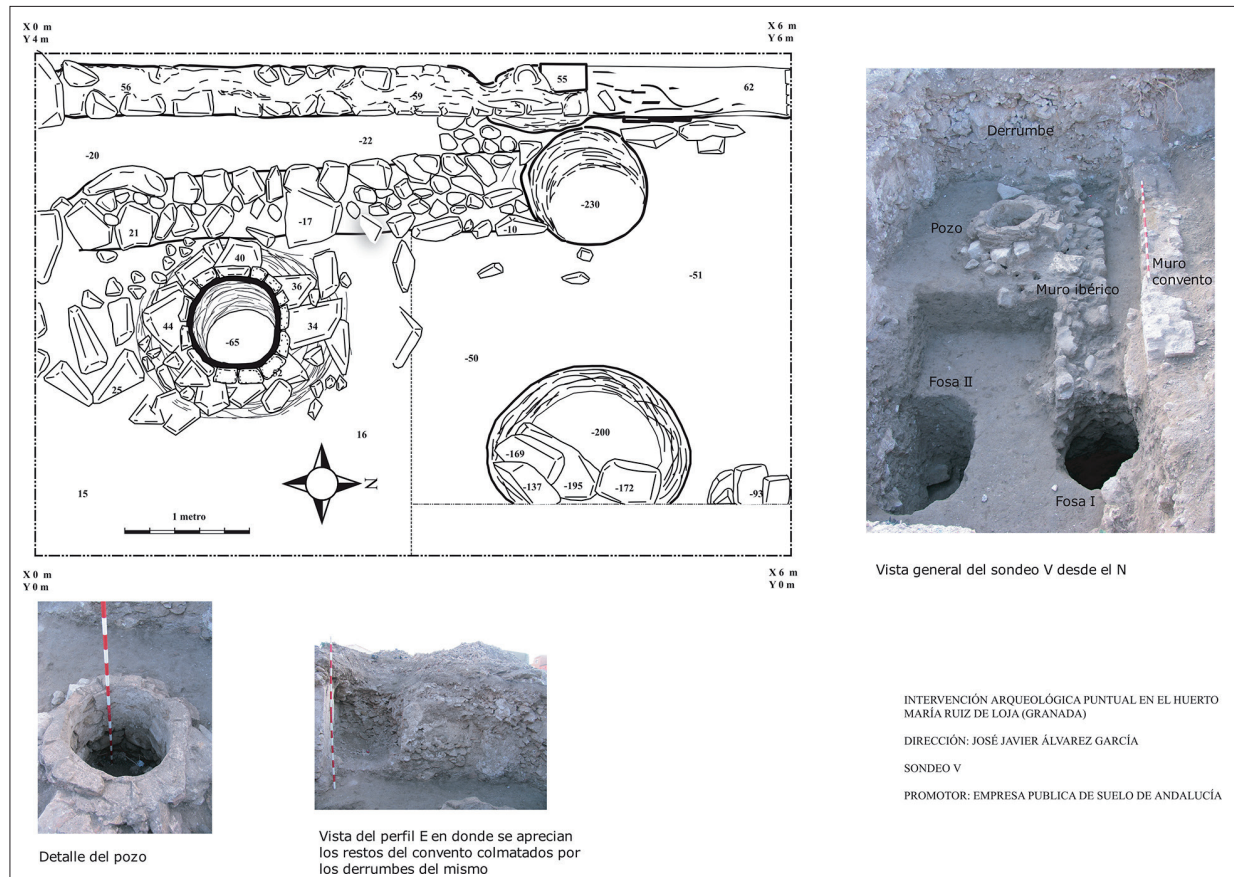 X 0 m
Y 4 m
X 6 m
Y 6 m
56
59
55
62
-20
-22
-230
21
-17
-10
40
36
-51
44
34
-65
52
-50
25
16
-200
-169
-137
-195
-172
-93
15
N
1 metro
X 0 m
Y 0 m
X 6 m
Y 0 m
Derrumbe
Pozo
Muro
convento
Muro ibérico
Fosa II
Fosa I
Vista general del sondeo V desde el N
Detalle del pozo
Vista del perfil E en donde se aprecian
los restos del convento colmatados por
los derrumbes del mismo
INTERVENCIÓN ARQUEOLÓGICA PUNTUAL EN EL HUERTO
MARÍA RUIZ DE LOJA (GRANADA)
DIRECCIÓN: JOSÉ JAVIER ÁLVAREZ GARCÍA
SONDEO V
PROMOTOR: EMPRESA PUBLICA DE SUELO DE ANDALUCÍA